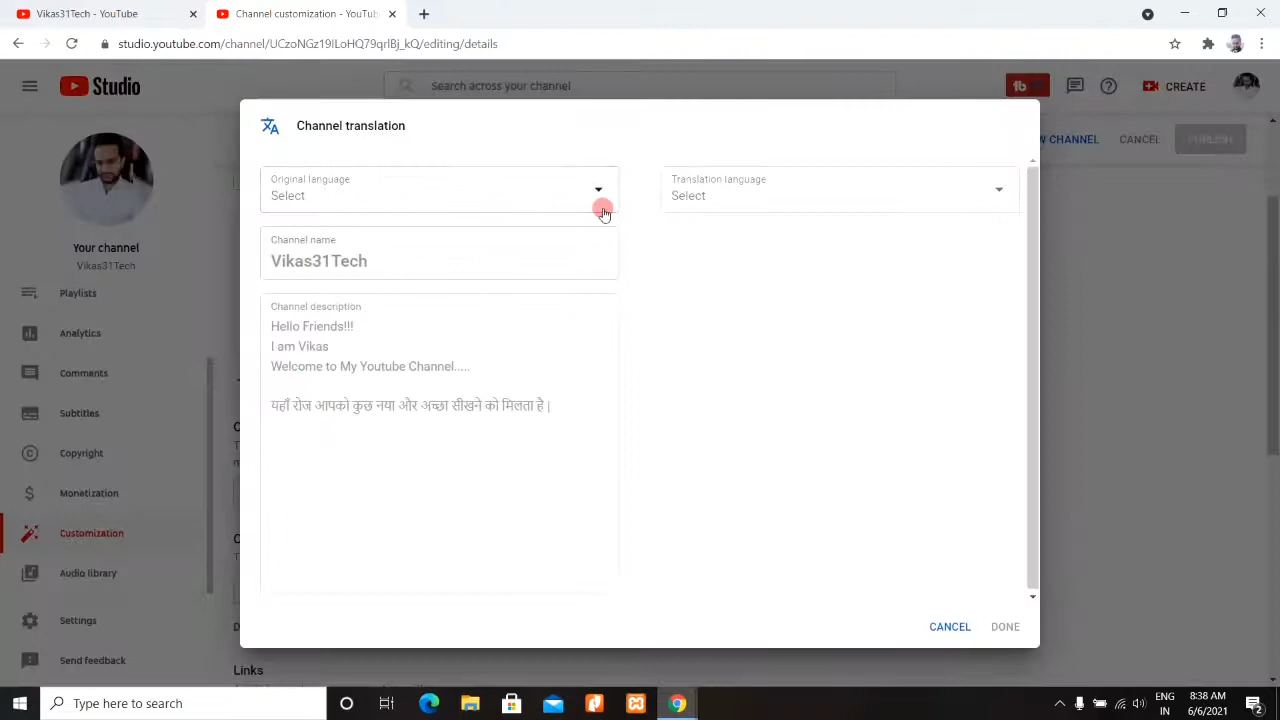 Vikas31Tech - YouTube
Channel customization - YouTub
studio.youtube.com/channel/UCzoNGz19ILoHQ79qrlBj_kQ/editing/details
Studio
Search across your channel
CREATE
Channel translation
W CHANNEL
CANCEL
PUBLISH
Original language
Select
Translation language
Select
Channel name
Vikas31Tech
Your channel
Vikas31Tech
Playlists
Analytics
Comments
Subtitles
Copyright
Monetization
Customization
Audio library
Settings
Send feedback
Channel description
Hello Friends!!!
I am Vikas
Welcome to My Youtube Channel.....
यहाँ रोज आपको कुछ नया और अच्छा सीखने को मिलता है |
CANCEL
DONE
Links
Type here to search
ENG
IN
8:38 AM
6/6/2021
2